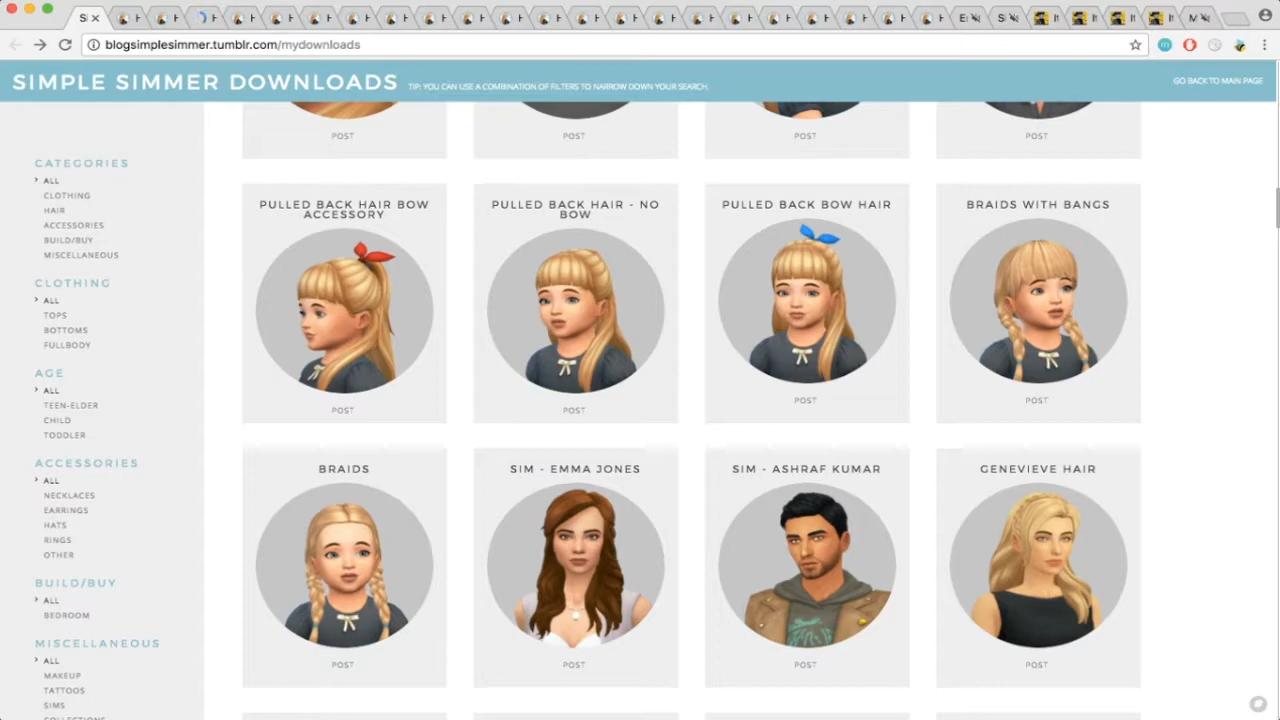 blogsimplesimmer.tumblr.com/mydownloads
SIMPLE SIMMER DOWNLOADS
TIP: YOU CAN USE A COMBINATION OF FILTERS TO NARROW DOWN YOUR SEARCH.
GO BACK TO MAIN PAGE
CATEGORIES
ALL
CLOTHING
HAIR
ACCESSORIES
BUILD/BUY
MISCELLANEOUS
CLOTHING
ALL
TOPS
BOTTOMS
FULLBODY
AGE
ALL
TEEN-ELDER
CHILD
TODDLER
ACCESSORIES
ALL
NECKLACES
EARRINGS
HATS
RINGS
OTHER
BUILD/BUY
ALL
BEDROOM
MISCELLANEOUS
ALL
MAKEUP
TATTOOS
SIMS
COLLECTIONS
POST
POST
POST
POST
PULLED BACK HAIR BOW
ACCESSORY
POST
PULLED BACK HAIR - NO
BOW
POST
PULLED BACK BOW HAIR
POST
BRAIDS WITH BANGS
POST
BRAIDS
POST
SIM - EMMA JONES
POST
SIM - ASHRAF KUMAR
POST
GENEVIEVE HAIR
POST